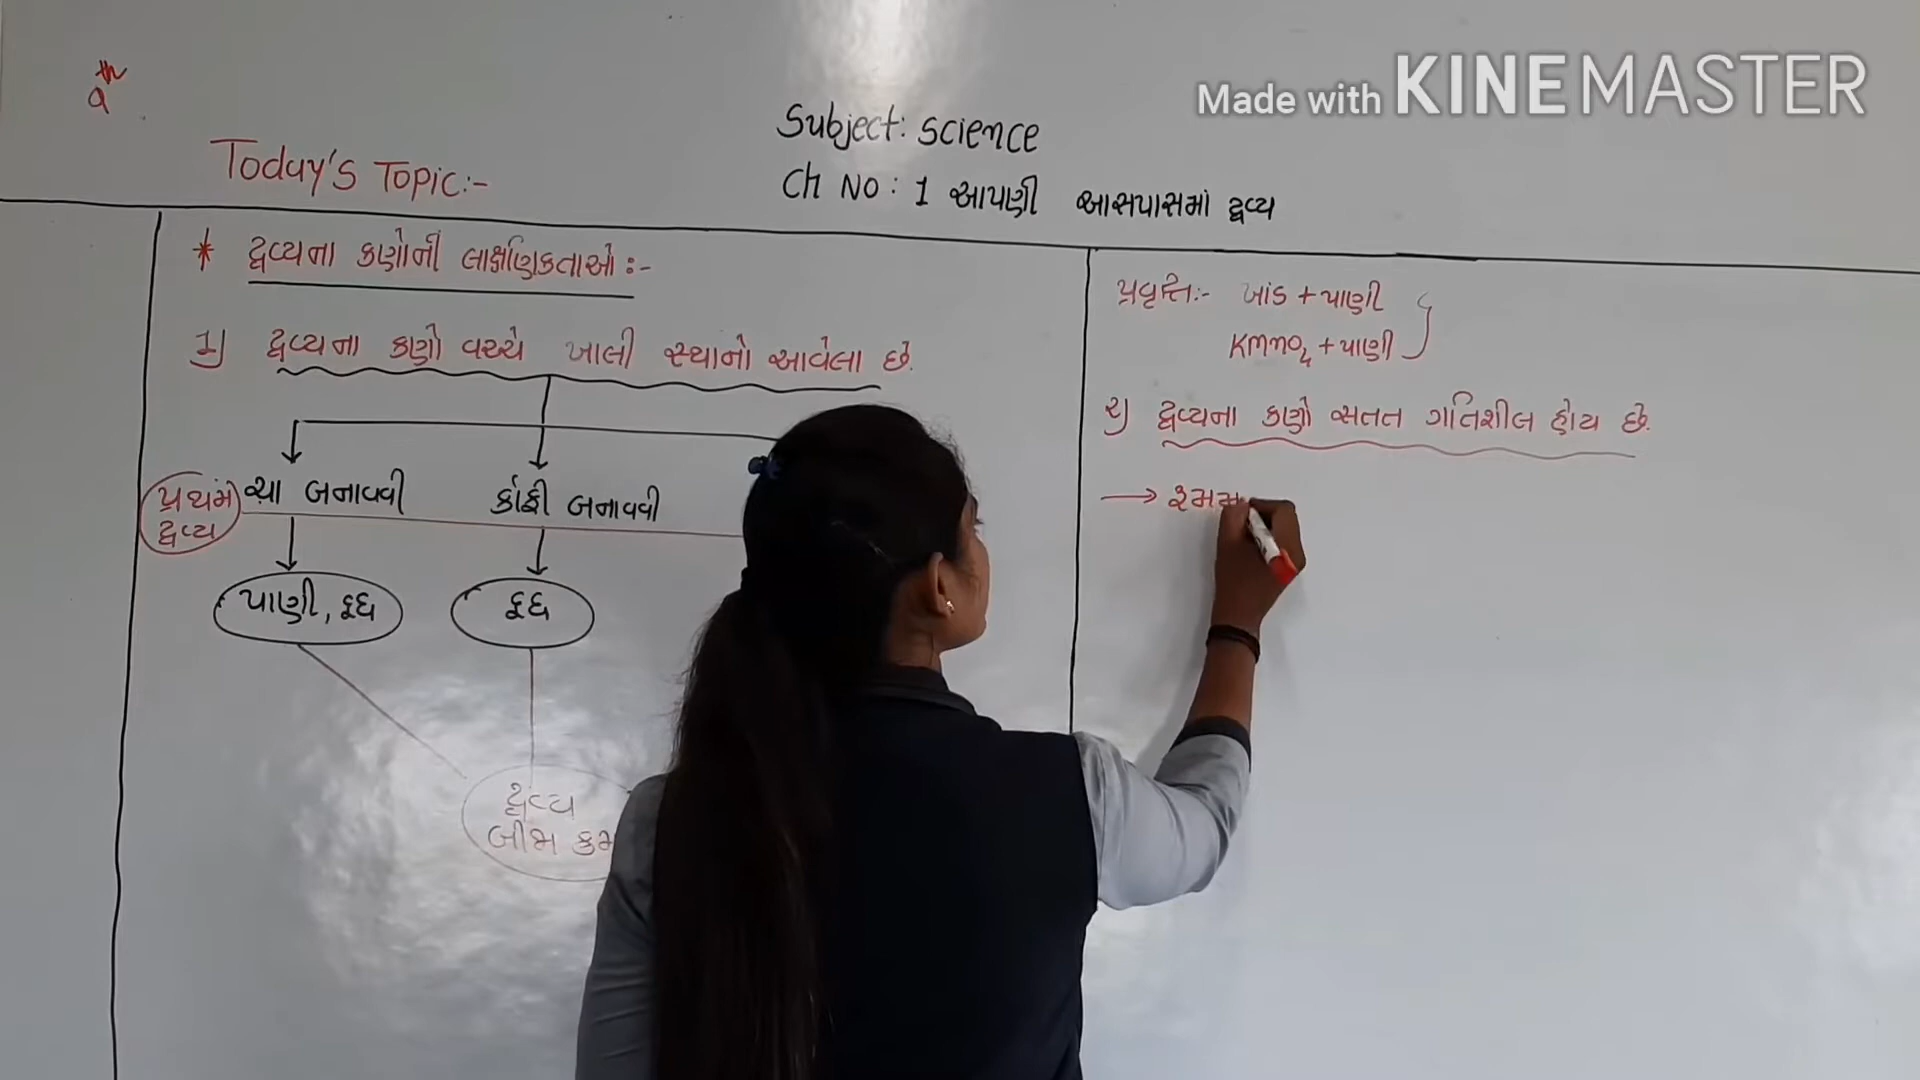 Made with KINEMASTER
9th
Subject: Science
Today's Topic:-
Ch No: 1 આપણી આસપાસમાં દ્રવ્ય
* દ્રવ્યના કણોની લાક્ષણિકતાઓ :-
1) દ્રવ્યના કણો વચ્ચે ખાલી સ્થાનો આવેલા છે.
પ્રથમ દ્રવ્ય
ચા બનાવવી
કોફી બનાવવી
પાણી, દૂધ
દૂધ
દ્રવ્ય
બીજા ક્રમ
પ્રવૃત્તિ:- ખાંડ + પાણી
KMnO4 + પાણી
૨) દ્રવ્યના કણો સતત ગતિશીલ હોય છે.